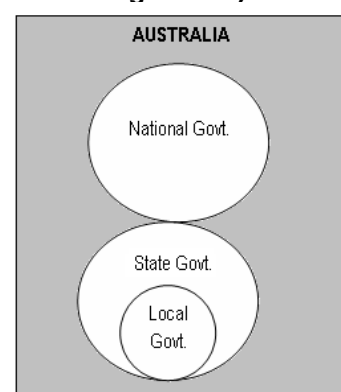 AUSTRALIA
National Govt.
State Govt.
Local
Govt.